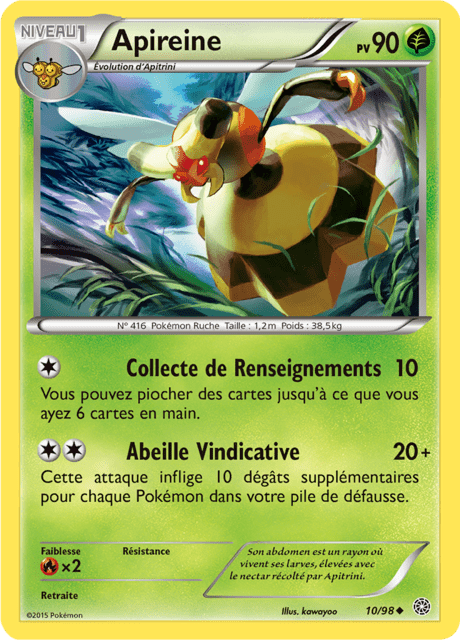 NIVEAU 1
Apireine
PV 90
Évolution d'Apitrini
N° 416 Pokémon Ruche Taille : 1,2m Poids : 38,5kg
Collecte de Renseignements 10
Vous pouvez piocher des cartes jusqu'à ce que vous
ayez 6 cartes en main.
Abeille Vindicative 20+
Cette attaque inflige 10 dégâts supplémentaires
pour chaque Pokémon dans votre pile de défausse.
Faiblesse
Résistance
×2
Retraite
Son abdomen est un rayon où
vivent ses larves, élevées avec
le nectar récolté par Apitrini.
©2015 Pokémon
Illus. kawayoo
10/98